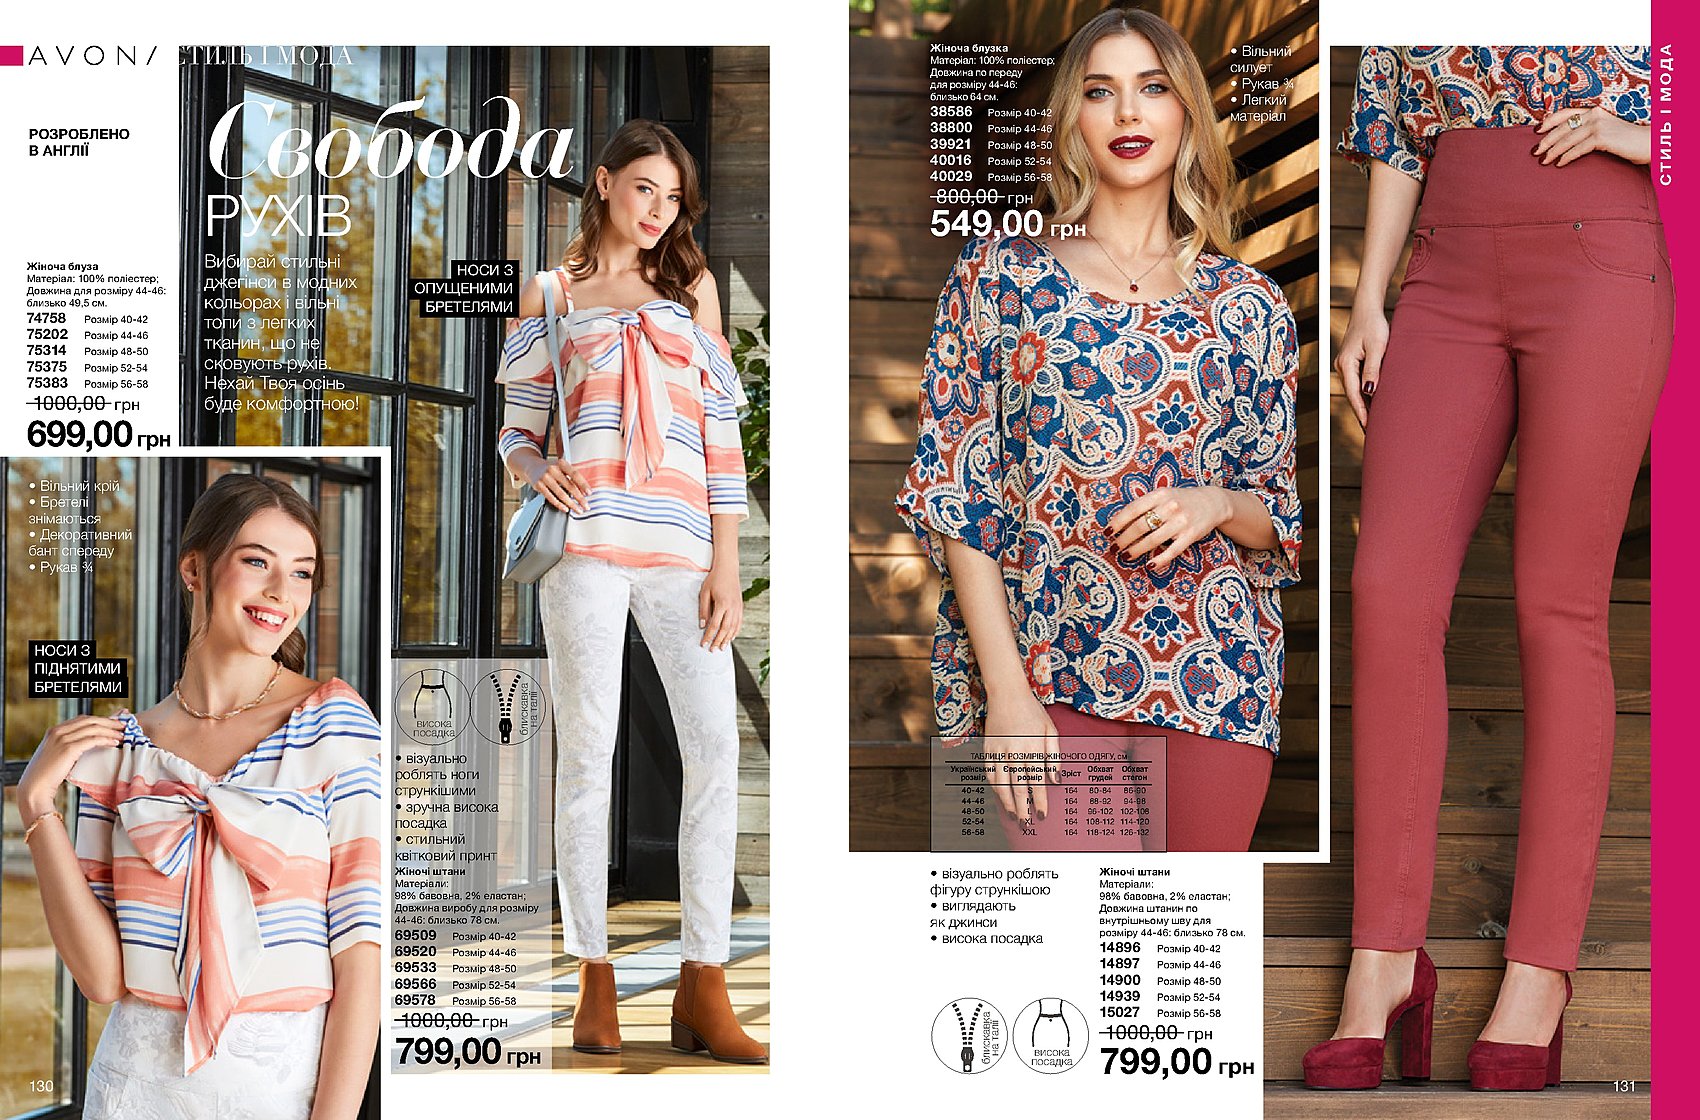 AVON
СТИЛЬ І МОДА
РОЗРОБЛЕНО
В АНГЛІЇ
Свобода
РУХІВ
Вибирай стильні
джегінси в модних
кольорах і вільні
топи з легких
тканин, що не
сковують рухів.
Нехай Твоя осінь
буде комфортною!
Жіноча блуза
Матеріал: 100% поліестер;
Довжина для розміру 44-46:
близько 49,5 см.
74758 Розмір 40-42
75202 Розмір 44-46
75314 Розмір 48-50
75375 Розмір 52-54
75383 Розмір 56-58
1000,00 грн
699,00 грн
НОСИ З
ОПУЩЕНИМИ
БРЕТЕЛЯМИ
• Вільний крій
• Бретелі
знімаються
• Декоративний
бант спереду
• Рукав ¾
НОСИ З
ПІДНЯТИМИ
БРЕТЕЛЯМИ
висока
посадка
блискавка
на талії
• візуально
роблять ноги
стрункішими
• зручна висока
посадка
• стильний
квітковий принт
Жіночі штани
Матеріали:
98% бавовна, 2% еластан;
Довжина виробу для розміру
44-46: близько 78 см.
69509 Розмір 40-42
69520 Розмір 44-46
69533 Розмір 48-50
69566 Розмір 52-54
69578 Розмір 56-58
1000,00 грн
799,00 грн
130
Жіноча блузка
Матеріал: 100% поліестер;
Довжина по переду
для розміру 44-46:
близько 64 см.
38586 Розмір 40-42
38800 Розмір 44-46
39921 Розмір 48-50
40016 Розмір 52-54
40029 Розмір 56-58
800,00 грн
549,00 грн
• Вільний
силует
• Рукав ¾
• Легкий
матеріал
СТИЛЬ І МОДА
ТАБЛИЦЯ РОЗМІРІВ ЖІНОЧОГО ОДЯГУ, см
Український розмір Європейський розмір Зріст Обхват грудей Обхват стегон
40-42 S 164 80-84 86-90
44-46 M 164 88-92 94-98
48-50 L 164 96-102 102-108
52-54 XL 164 108-112 114-120
56-58 XXL 164 118-124 126-132
• візуально роблять
фігуру стрункішою
• виглядають
як джинси
• висока посадка
блискавка
на талії
висока
посадка
Жіночі штани
Матеріали:
98% бавовна, 2% еластан;
Довжина штанин по
внутрішньому шву для
розміру 44-46: близько 78 см.
14896 Розмір 40-42
14897 Розмір 44-46
14900 Розмір 48-50
14939 Розмір 52-54
15027 Розмір 56-58
1000,00 грн
799,00 грн
131